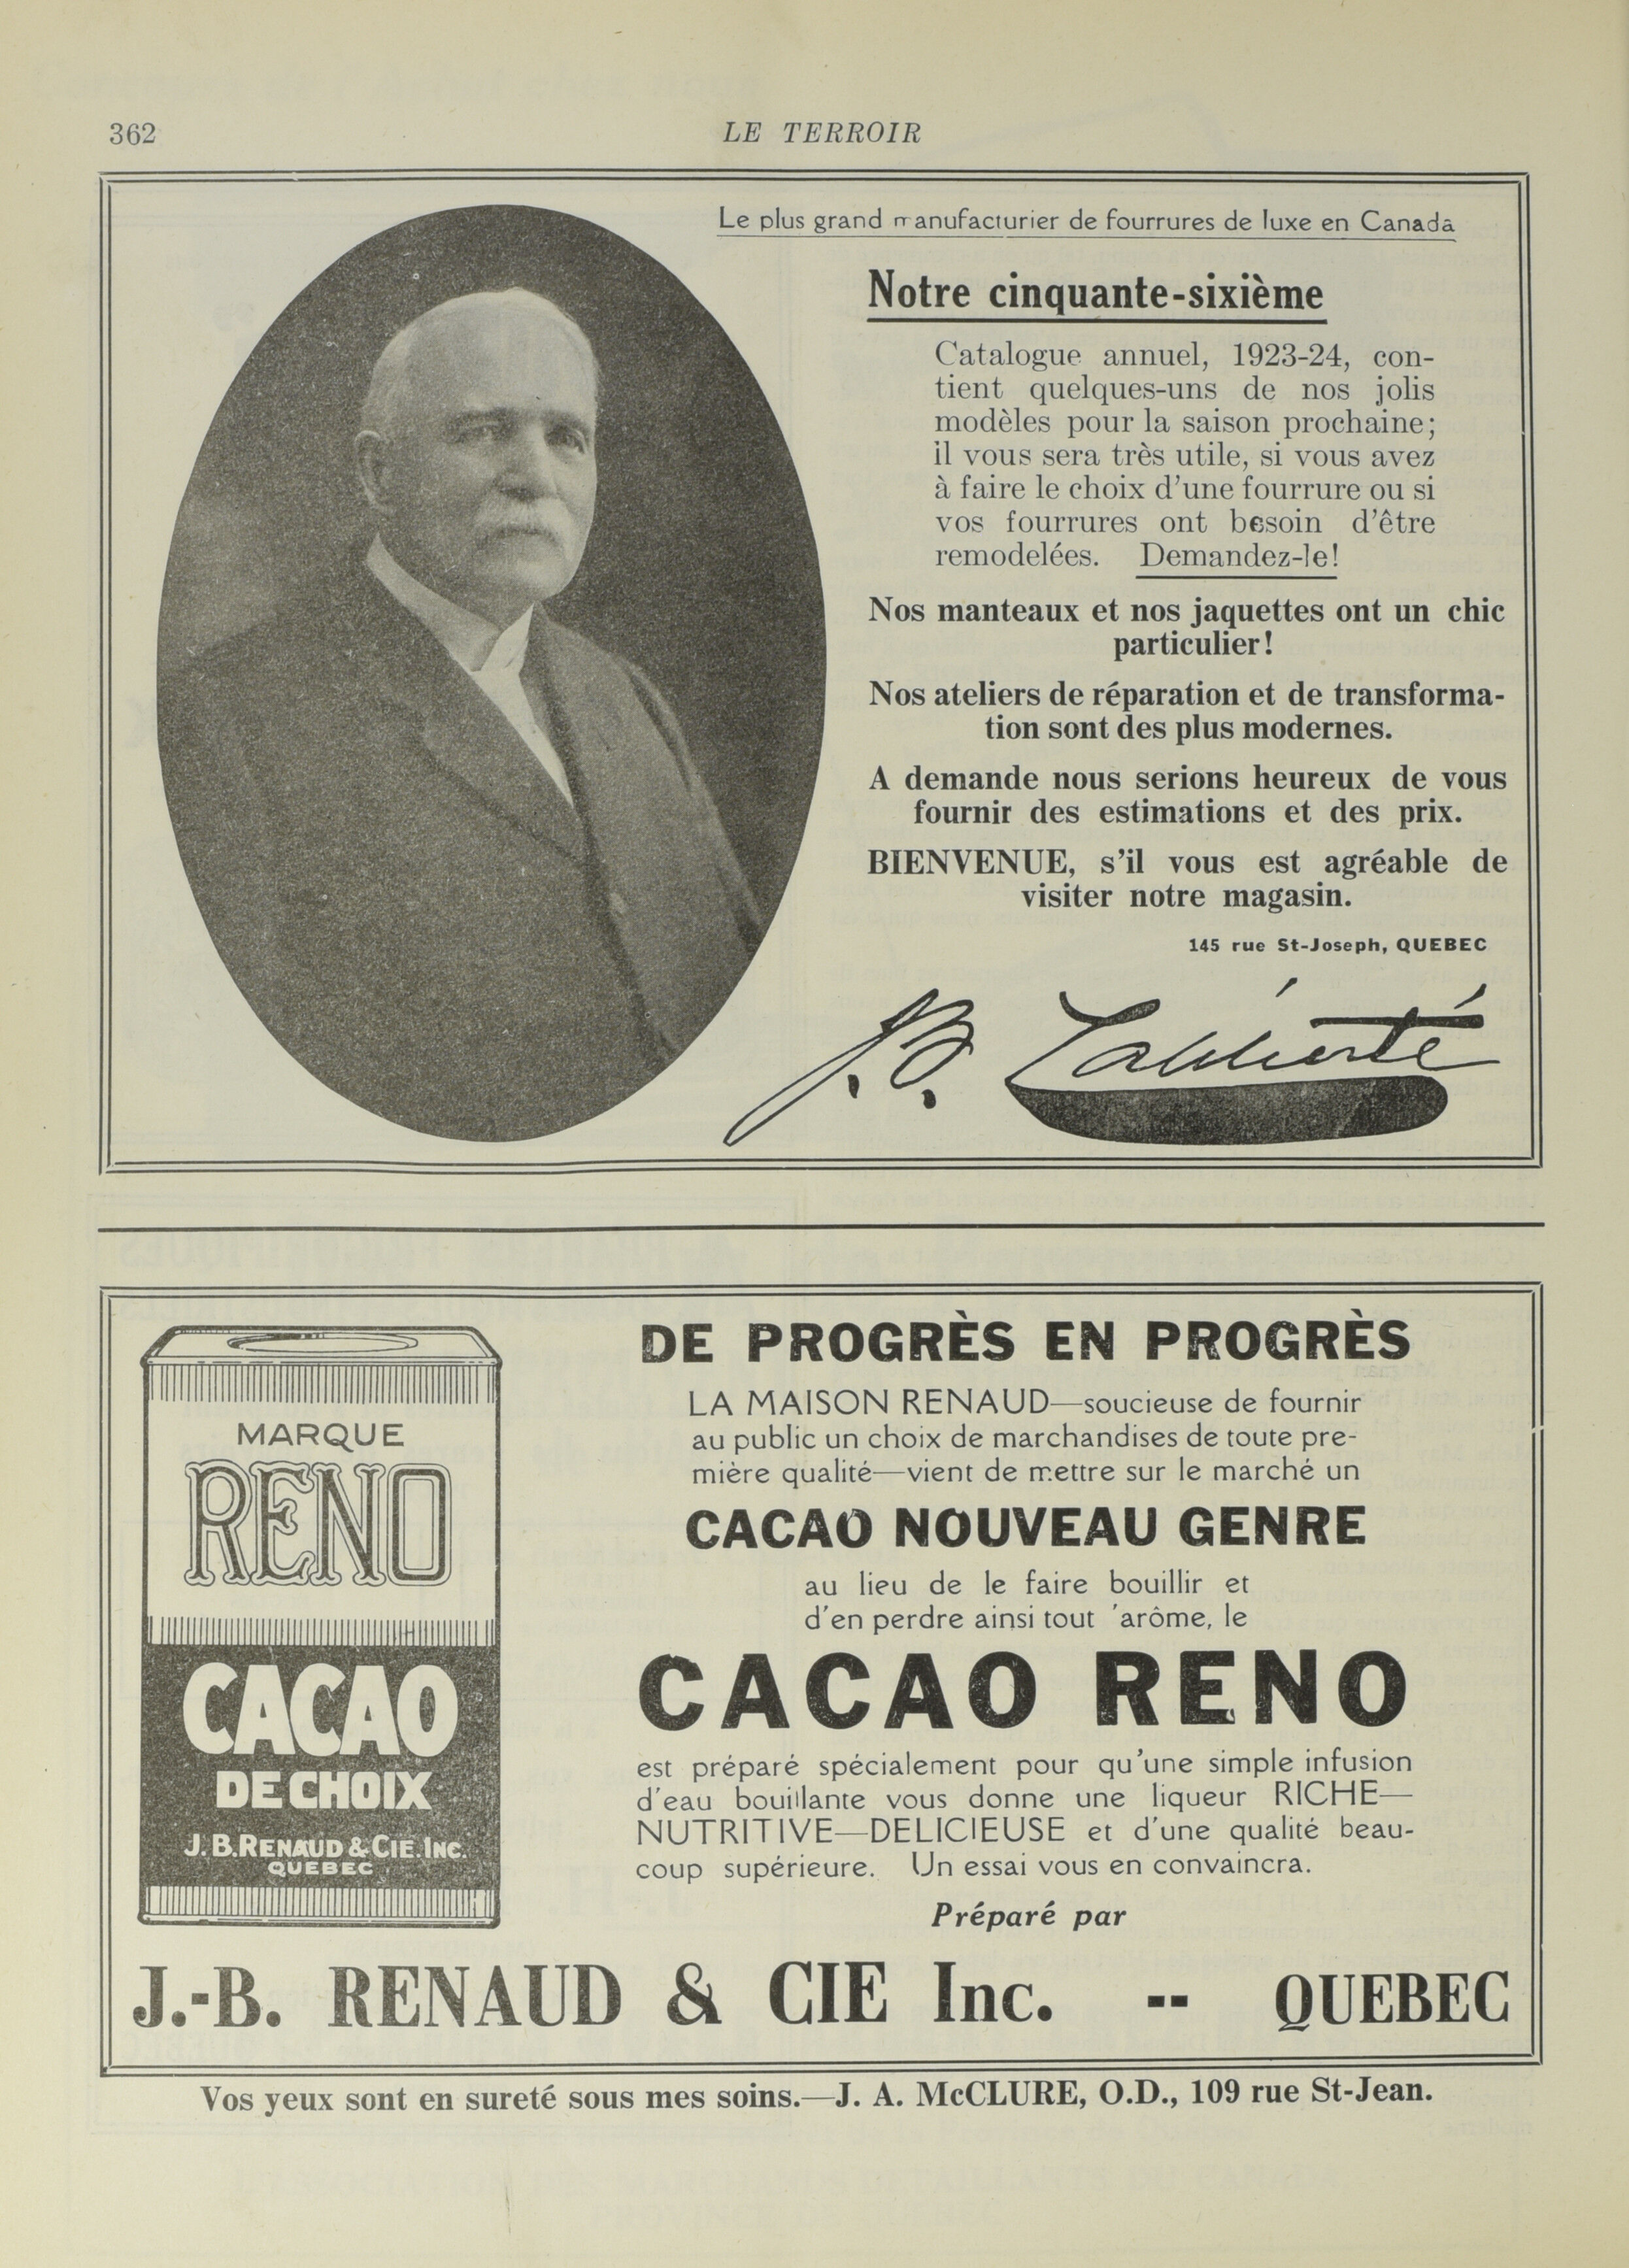 362
LE TERROIR
Le plus grand manufacturier de fourrures de luxe en Canada
Notre cinquante-sixième
Catalogue annuel, 1923-24, con-
tient quelques-uns de nos jolis
modèles pour la saison prochaine;
il vous sera très utile, si vous avez
à faire le choix d'une fourrure ou si
vos fourrures ont besoin d'être
remodelées. Demandez-le!
Nos manteaux et nos jaquettes ont un chic
particulier!
Nos ateliers de réparation et de transforma-
tion sont des plus modernes.
A demande nous serions heureux de vous
fournir des estimations et des prix.
BIENVENUE, s'il vous est agréable de
visiter notre magasin.
145 rue St-Joseph, QUEBEC
J. B. Laliberté
MARQUE
RENO
CACAO
DE CHOIX
J. B. RENAUD & CIE. INC.
QUEBEC
DE PROGRÈS EN PROGRÈS
LA MAISON RENAUD—soucieuse de fournir
au public un choix de marchandises de toute pre-
mière qualité—vient de mettre sur le marché un
CACAO NOUVEAU GENRE
au lieu de le faire bouillir et
d'en perdre ainsi tout 'arôme, le
CACAO RENO
est préparé spécialement pour qu'une simple infusion
d'eau bouillante vous donne une liqueur RICHE—
NUTRITIVE—DELICIEUSE et d'une qualité beau-
coup supérieure. Un essai vous en convaincra.
Préparé par
J.-B. RENAUD & CIE Inc. -- QUEBEC
Vos yeux sont en sureté sous mes soins.—J. A. McCLURE, O.D., 109 rue St-Jean.